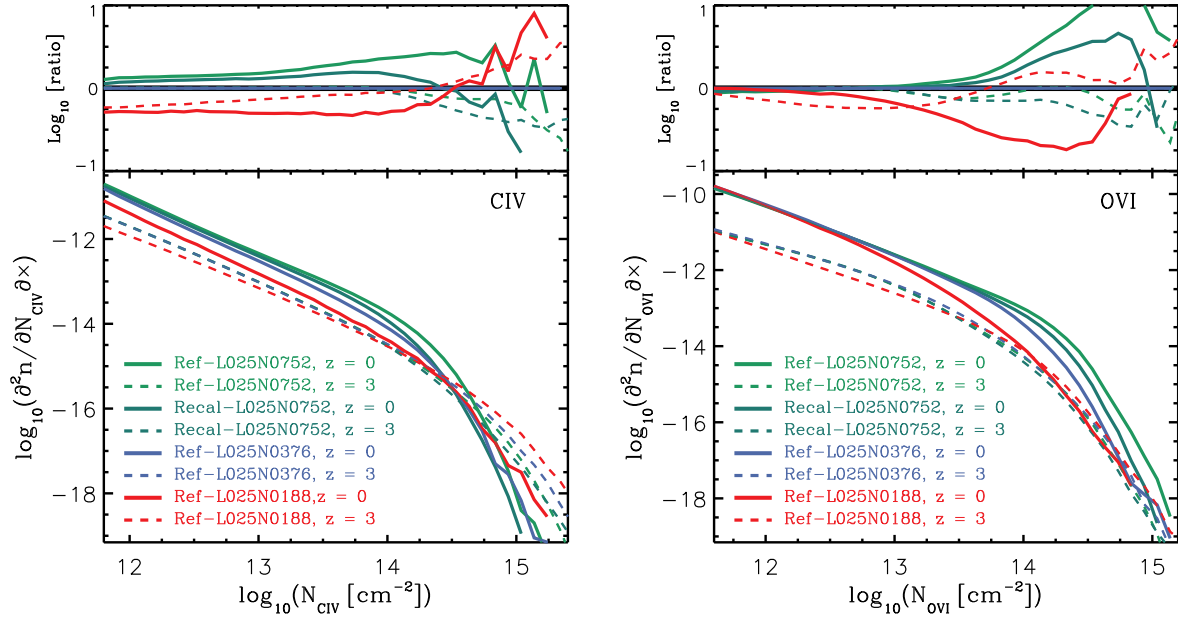 Log₁₀ [ratio]
1
0
-1
log₁₀(∂²n/∂N_CIV ∂×)
−12
−14
−16
−18
CIV
Ref−L025N0752, z = 0
Ref−L025N0752, z = 3
Recal−L025N0752, z = 0
Recal−L025N0752, z = 3
Ref−L025N0376, z = 0
Ref−L025N0376, z = 3
Ref−L025N0188,z = 0
Ref−L025N0188, z = 3
12 13 14 15
log₁₀(N_CIV [cm⁻²])
Log₁₀ [ratio]
1
0
-1
log₁₀(∂²n/∂N_OVI ∂×)
−10
−12
−14
−16
−18
OVI
Ref−L025N0752, z = 0
Ref−L025N0752, z = 3
Recal−L025N0752, z = 0
Recal−L025N0752, z = 3
Ref−L025N0376, z = 0
Ref−L025N0376, z = 3
Ref−L025N0188, z = 0
Ref−L025N0188, z = 3
12 13 14 15
log₁₀(N_OVI [cm⁻²])